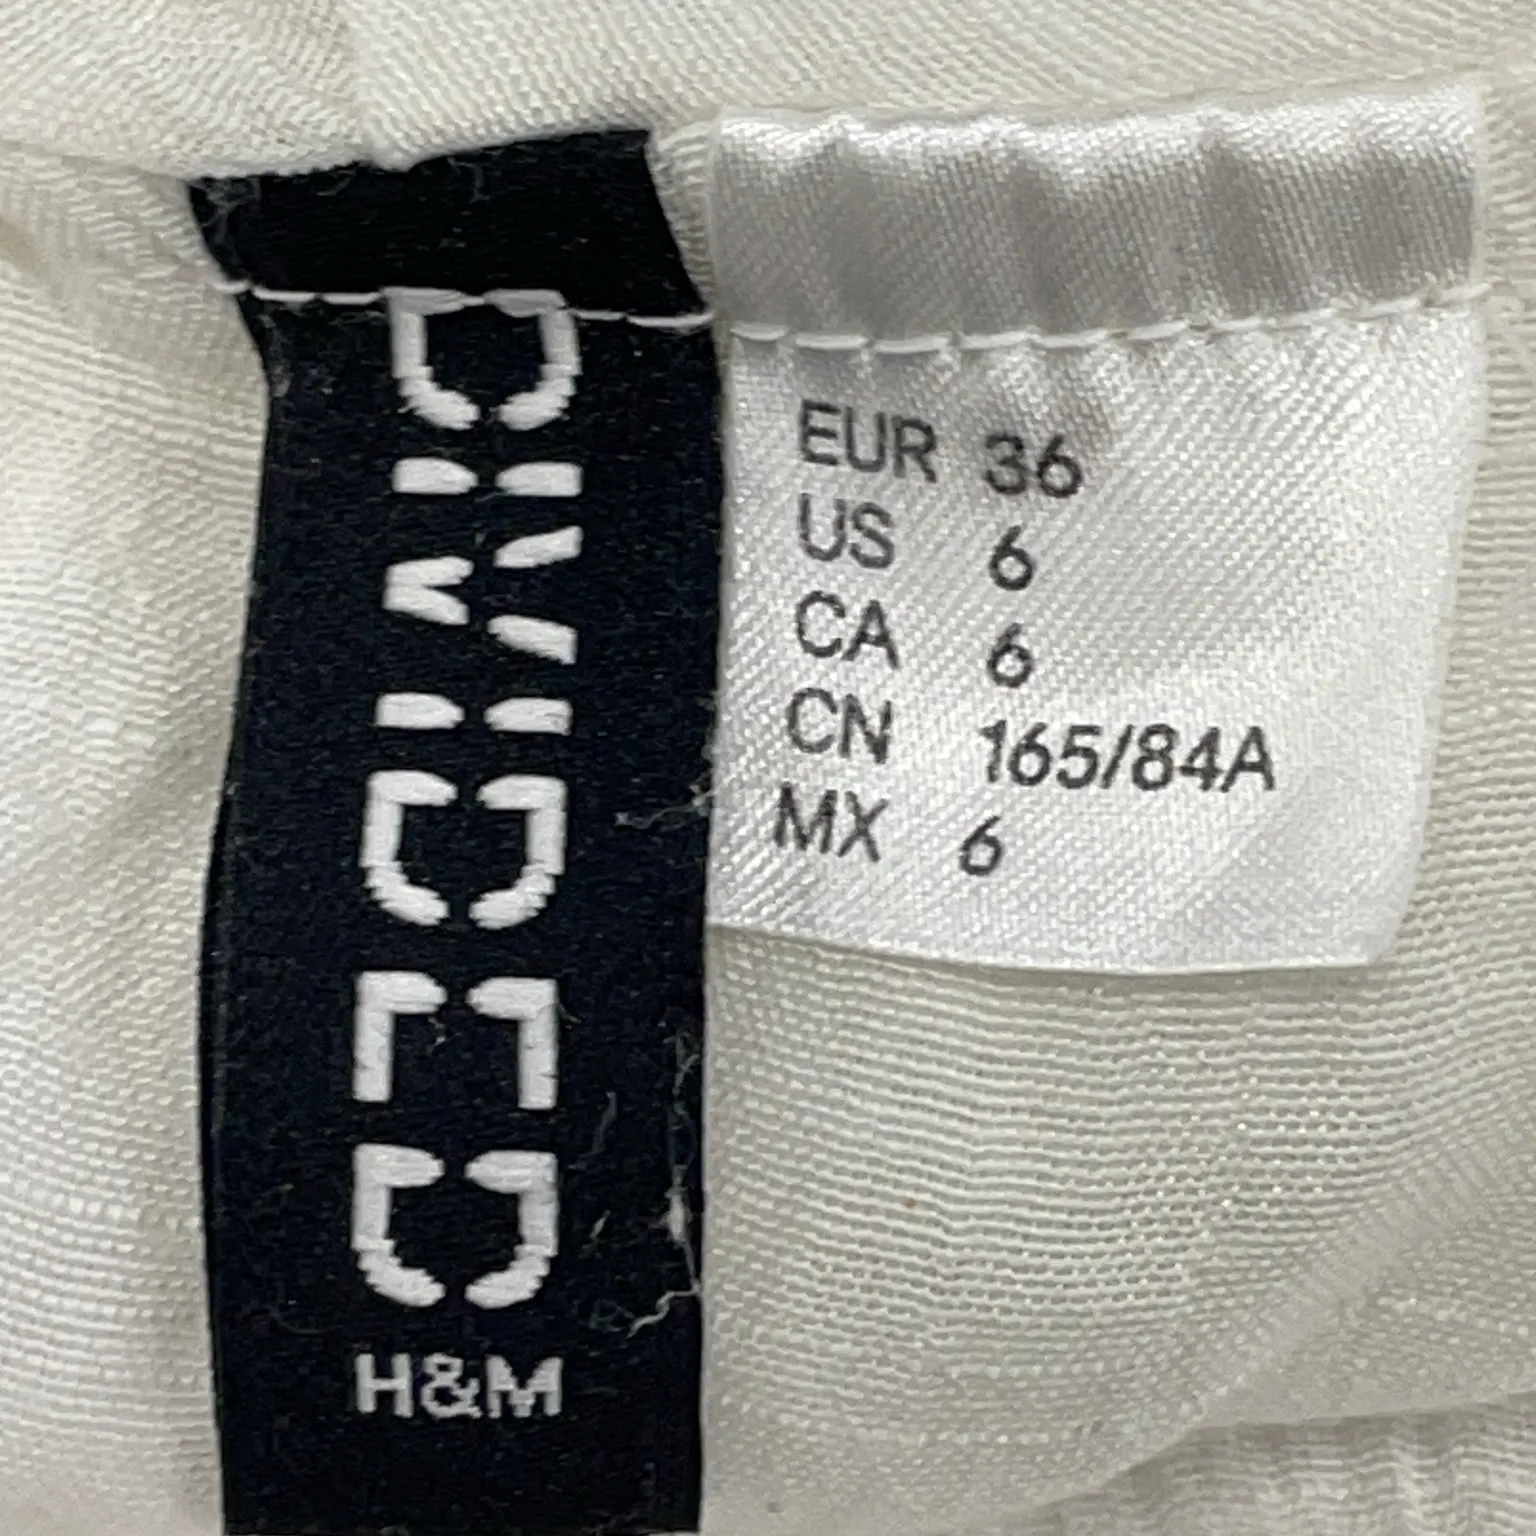 DIVIDED
H&M
EUR 36
US 6
CA 6
CN 165/84A
MX 6